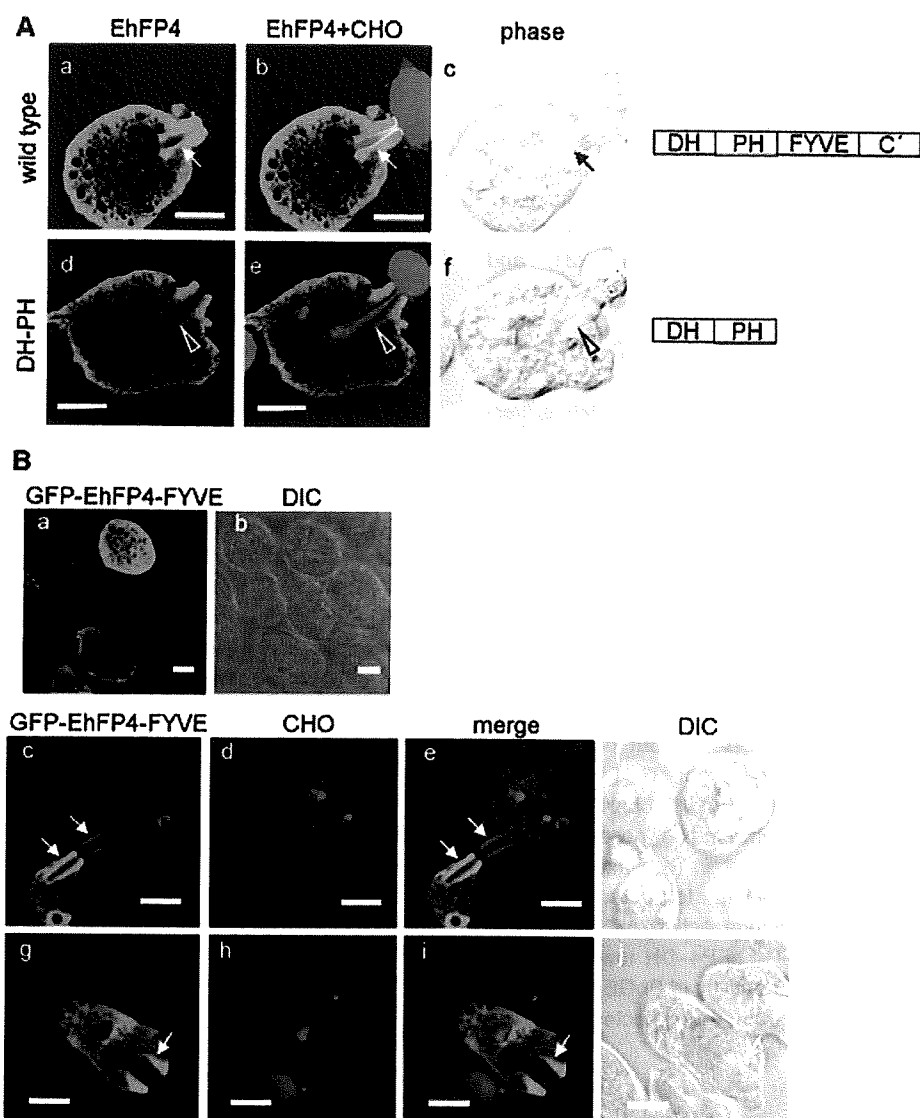 A
EhFP4 EhFP4+CHO phase
wild type
a b c
DH PH FYVE C´
DH-PH
d e f
DH PH
B
GFP-EhFP4-FYVE DIC
a b
GFP-EhFP4-FYVE CHO merge DIC
c d e
g h i j